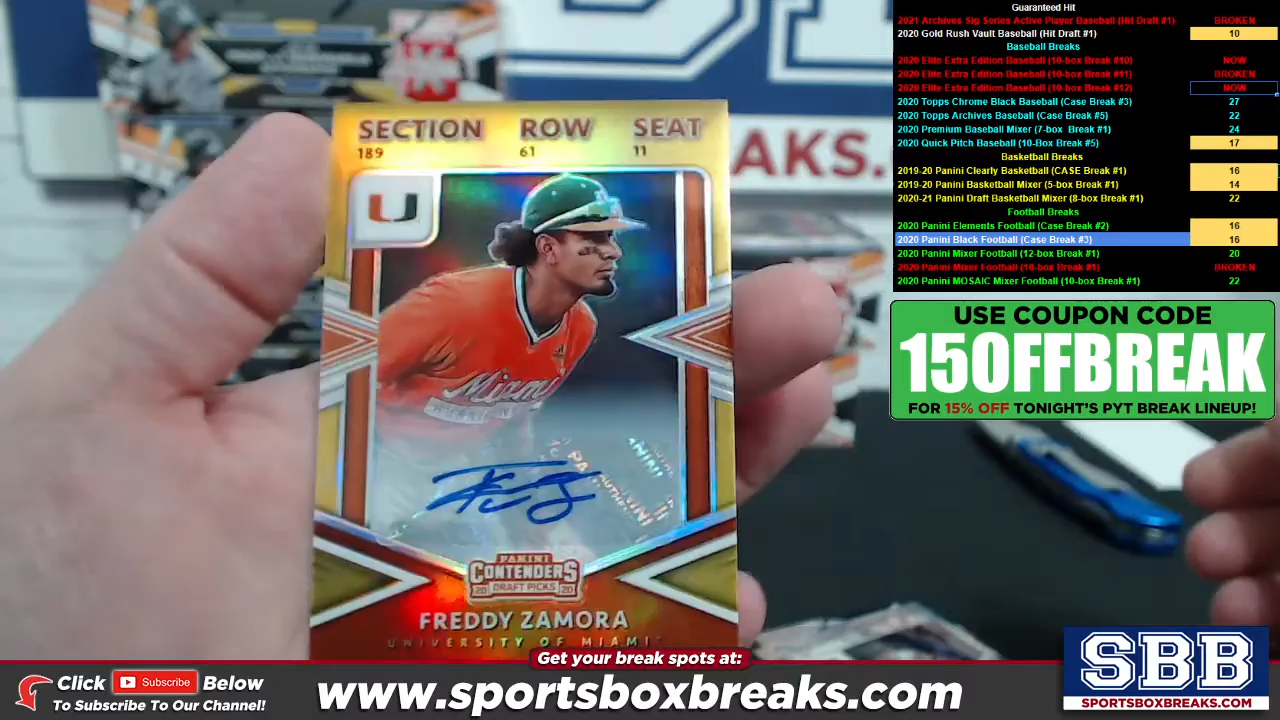 Guaranteed Hit
2021 Archives Sig Series Active Player Baseball (Hit Draft #1) BROKEN
2020 Gold Rush Vault Baseball (Hit Draft #1) 10
Baseball Breaks
2020 Elite Extra Edition Baseball (10-box Break #10) NOW
2020 Elite Extra Edition Baseball (10-box Break #11) BROKEN
2020 Elite Extra Edition Baseball (10-box Break #12) NOW
2020 Topps Chrome Black Baseball (Case Break #3) 27
2020 Topps Archives Baseball (Case Break #5) 22
2020 Premium Baseball Mixer (7-box Break #1) 24
2020 Quick Pitch Baseball (10-Box Break #5) 17
Basketball Breaks
2019-20 Panini Clearly Basketball (CASE Break #1) 16
2019-20 Panini Basketball Mixer (5-box Break #1) 14
2020-21 Panini Draft Basketball Mixer (8-box Break #1) 22
Football Breaks
2020 Panini Elements Football (Case Break #2) 16
2020 Panini Black Football (Case Break #3) 16
2020 Panini Mixer Football (12-box Break #1) 20
2020 Panini Mixer Football (18-box Break #1) BROKEN
2020 Panini MOSAIC Mixer Football (10-box Break #1) 22
SECTION ROW SEAT
189 61 11
U
Miami
PANINI
CONTENDERS
20 DRAFT PICKS 20
FREDDY ZAMORA
UNIVERSITY OF MIAMI
AKS.
USE COUPON CODE
15OFFBREAK
FOR 15% OFF TONIGHT'S PYT BREAK LINEUP!
SBB
SPORTSBOXBREAKS.COM
Get your break spots at:
www.sportsboxbreaks.com
Click Subscribe Below
To Subscribe To Our Channel!